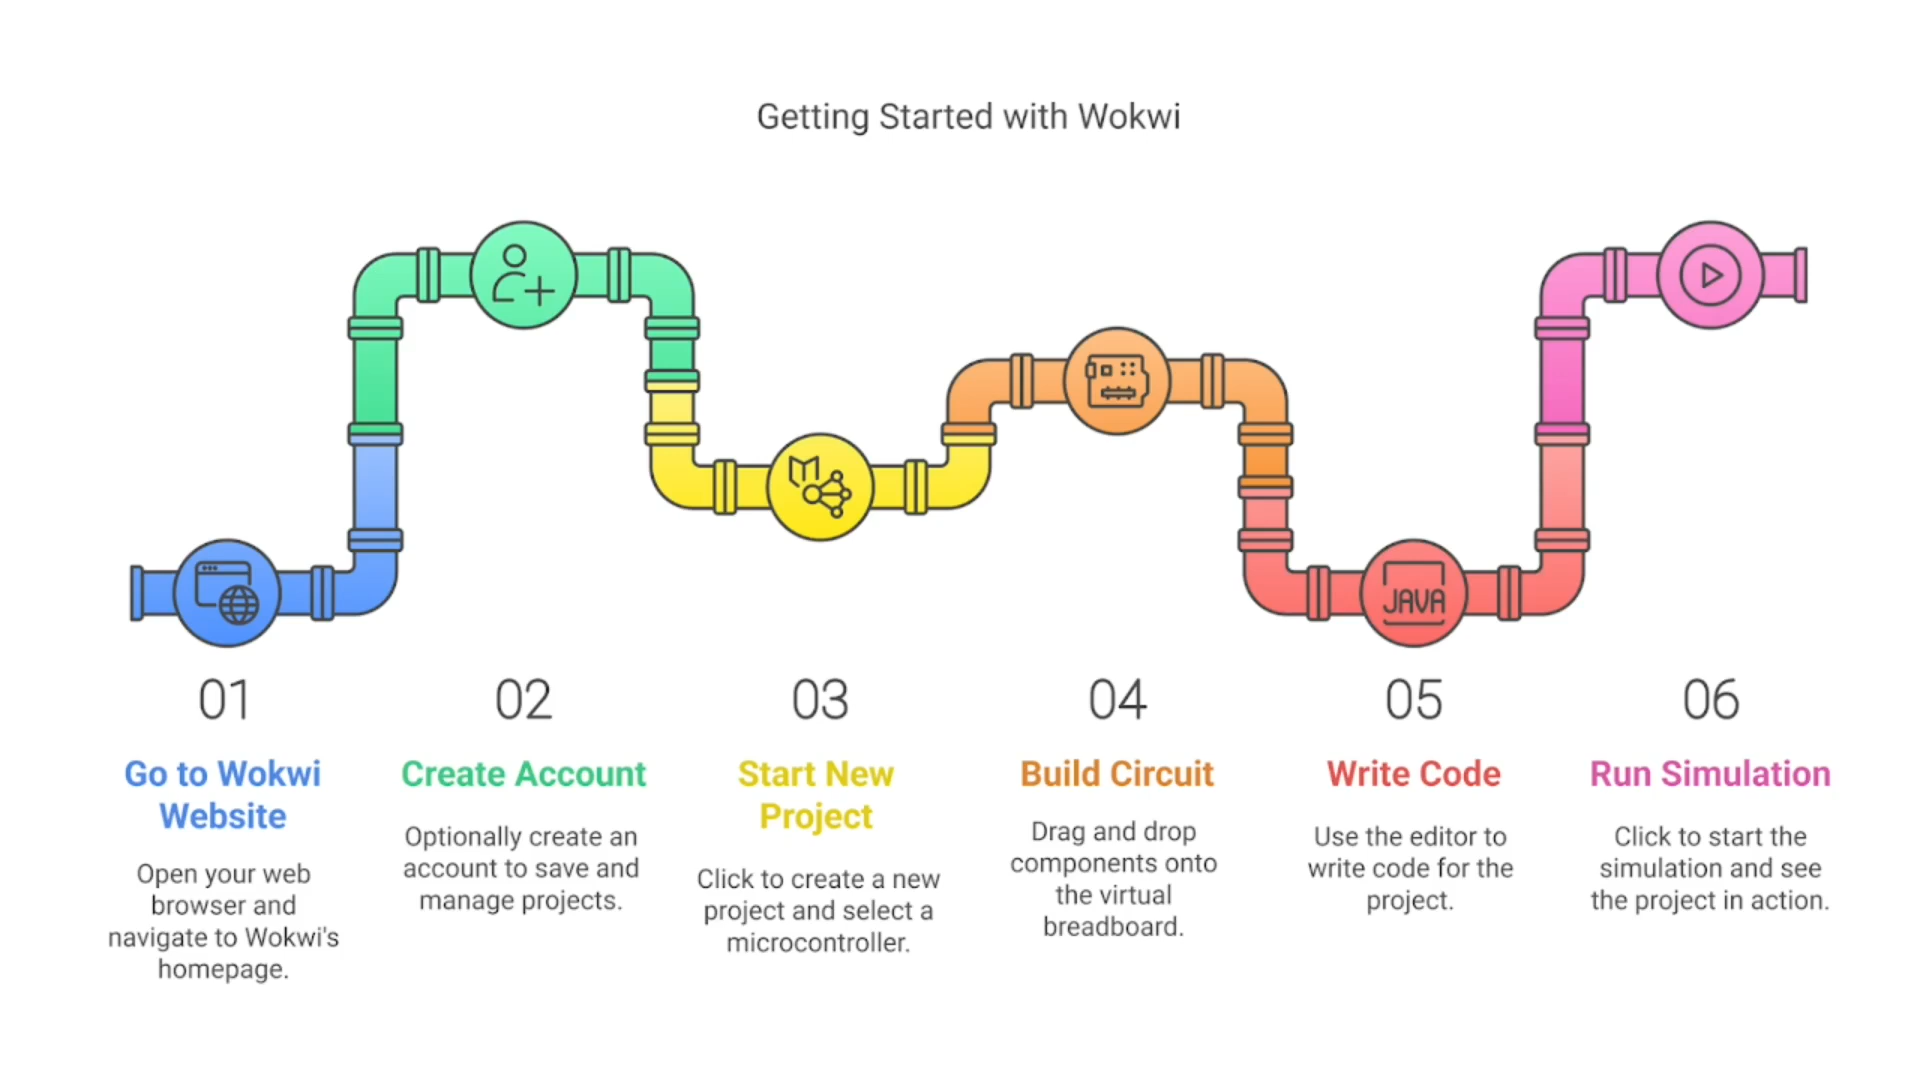 Getting Started with Wokwi
JAVA
01
Go to Wokwi
Website
Open your web
browser and
navigate to Wokwi's
homepage.
02
Create Account
Optionally create an
account to save and
manage projects.
03
Start New
Project
Click to create a new
project and select a
microcontroller.
04
Build Circuit
Drag and drop
components onto
the virtual
breadboard.
05
Write Code
Use the editor to
write code for the
project.
06
Run Simulation
Click to start the
simulation and see
the project in action.